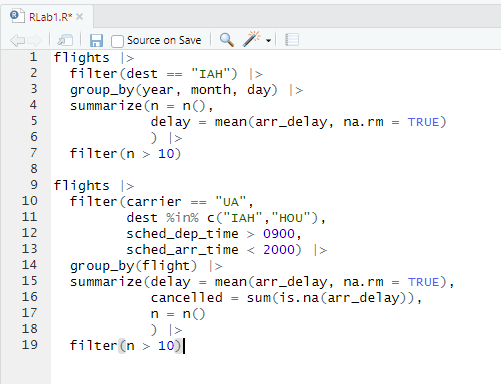 RLab1.R*
Source on Save
1 flights |>
2   filter(dest == "IAH") |>
3   group_by(year, month, day) |>
4   summarize(n = n(),
5             delay = mean(arr_delay, na.rm = TRUE)
6             ) |>
7   filter(n > 10)
8
9 flights |>
10   filter(carrier == "UA",
11          dest %in% c("IAH","HOU"),
12          sched_dep_time > 0900,
13          sched_arr_time < 2000) |>
14   group_by(flight) |>
15   summarize(delay = mean(arr_delay, na.rm = TRUE),
16             cancelled = sum(is.na(arr_delay)),
17             n = n()
18             ) |>
19   filter(n > 10)